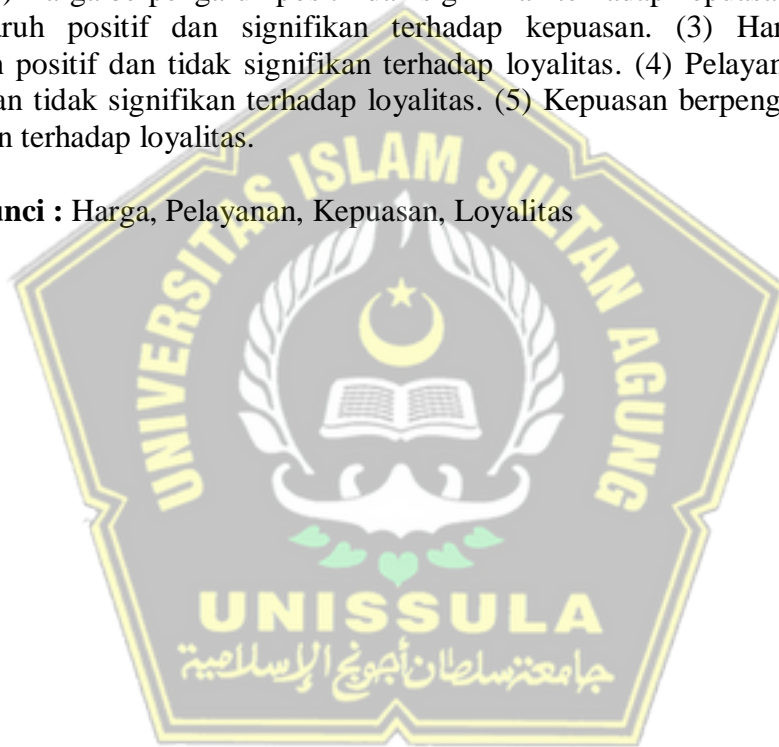 aruh positif dan signifikan terhadap kepuasan. (3) Har
n positif dan tidak signifikan terhadap loyalitas. (4) Pelayan
an tidak signifikan terhadap loyalitas. (5) Kepuasan berpeng
n terhadap loyalitas.
unci : Harga, Pelayanan, Kepuasan, Loyalitas
UNIVERSITAS ISLAM SULTAN AGUNG
UNISSULA
جامعة سلطان أجونج الإسلامية